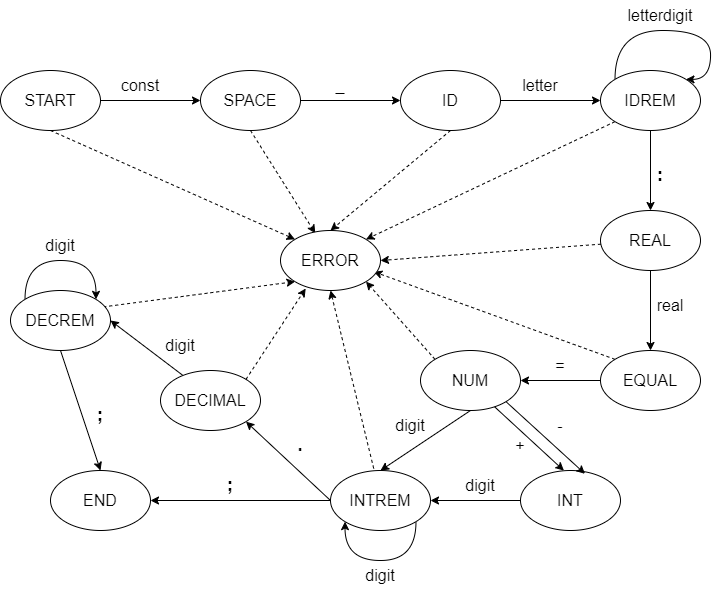 letterdigit
const
_
letter
START
SPACE
ID
IDREM
:
REAL
ERROR
digit
real
DECREM
digit
=
NUM
EQUAL
DECIMAL
;
digit
-
+
.
;
digit
END
INTREM
INT
digit